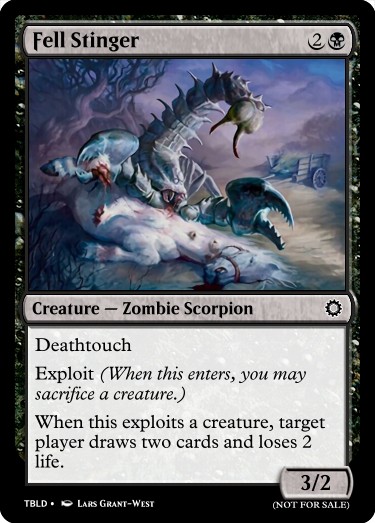 Fell Stinger 2
Creature — Zombie Scorpion
Deathtouch
Exploit (When this enters, you may
sacrifice a creature.)
When this exploits a creature, target
player draws two cards and loses 2
life.
3/2
TBLD • Lars Grant-West
(NOT FOR SALE)